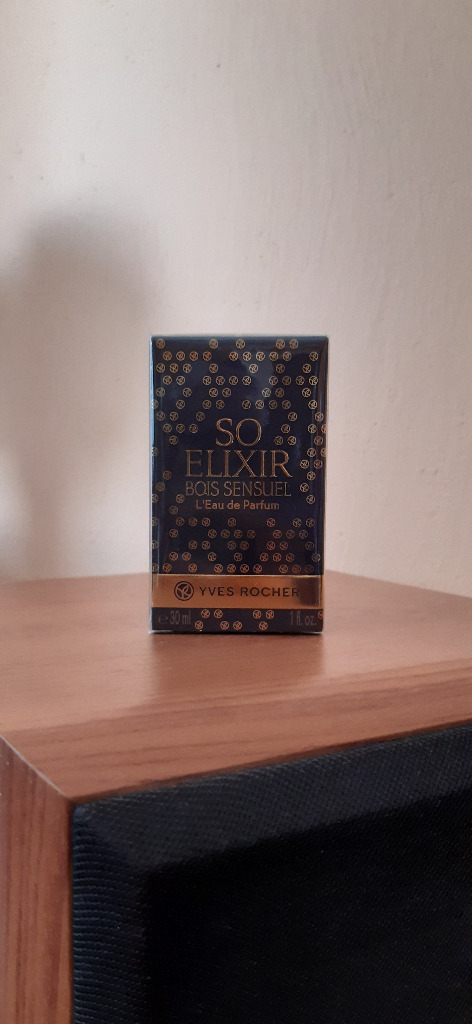 SO
ELIXIR
BOIS SENSUEL
L'Eau de Parfum
YVES ROCHER
℮ 30 ml 1 fl. oz.